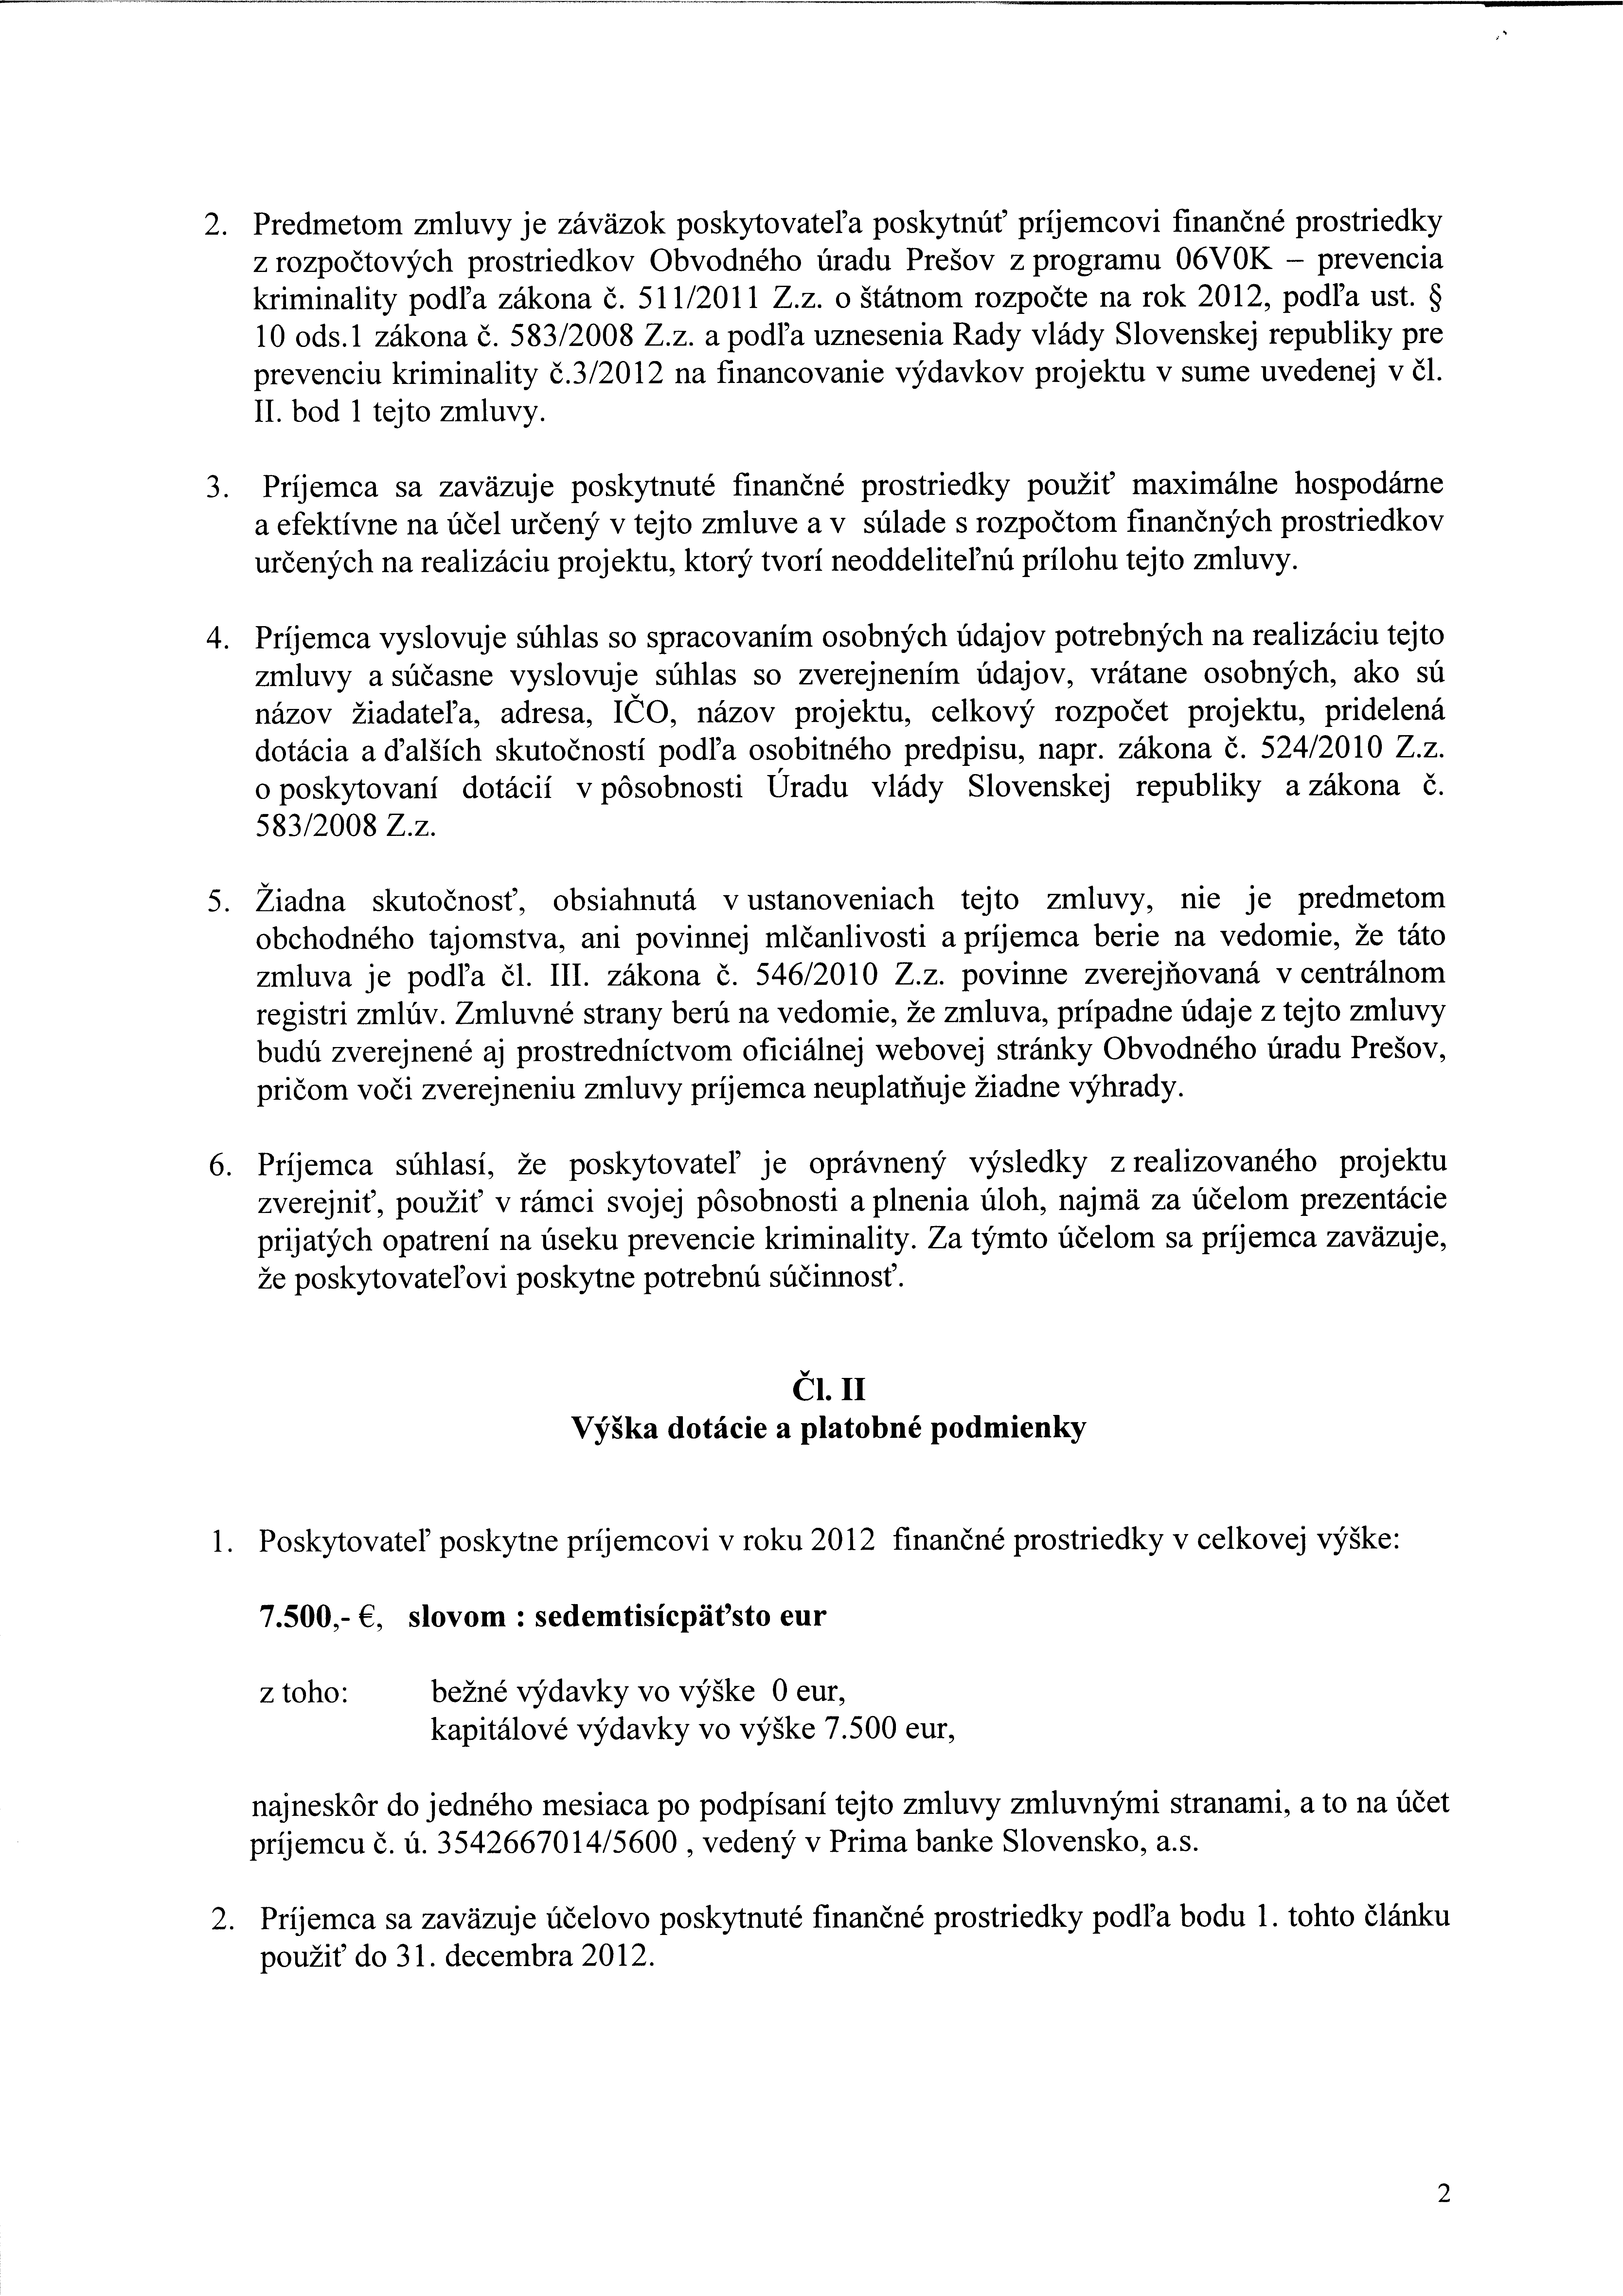 2. Predmetom zmluvy je záväzok poskytovateľa poskytnúť príjemcovi finančné prostriedky
z rozpočtových prostriedkov Obvodného úradu Prešov z programu 06V0K – prevencia
kriminality podľa zákona č. 511/2011 Z.z. o štátnom rozpočte na rok 2012, podľa ust. §
10 ods.1 zákona č. 583/2008 Z.z. a podľa uznesenia Rady vlády Slovenskej republiky pre
prevenciu kriminality č.3/2012 na financovanie výdavkov projektu v sume uvedenej v čl.
II. bod 1 tejto zmluvy.
3. Príjemca sa zaväzuje poskytnuté finančné prostriedky použiť maximálne hospodárne
a efektívne na účel určený v tejto zmluve a v súlade s rozpočtom finančných prostriedkov
určených na realizáciu projektu, ktorý tvorí neoddeliteľnú prílohu tejto zmluvy.
4. Príjemca vyslovuje súhlas so spracovaním osobných údajov potrebných na realizáciu tejto
zmluvy a súčasne vyslovuje súhlas so zverejnením údajov, vrátane osobných, ako sú
názov žiadateľa, adresa, IČO, názov projektu, celkový rozpočet projektu, pridelená
dotácia a ďalších skutočností podľa osobitného predpisu, napr. zákona č. 524/2010 Z.z.
o poskytovaní dotácií v pôsobnosti Úradu vlády Slovenskej republiky a zákona č.
583/2008 Z.z.
5. Žiadna skutočnosť, obsiahnutá v ustanoveniach tejto zmluvy, nie je predmetom
obchodného tajomstva, ani povinnej mlčanlivosti a príjemca berie na vedomie, že táto
zmluva je podľa čl. III. zákona č. 546/2010 Z.z. povinne zverejňovaná v centrálnom
registri zmlúv. Zmluvné strany berú na vedomie, že zmluva, prípadne údaje z tejto zmluvy
budú zverejnené aj prostredníctvom oficiálnej webovej stránky Obvodného úradu Prešov,
pričom voči zverejneniu zmluvy príjemca neuplatňuje žiadne výhrady.
6. Príjemca súhlasí, že poskytovateľ je oprávnený výsledky z realizovaného projektu
zverejniť, použiť v rámci svojej pôsobnosti a plnenia úloh, najmä za účelom prezentácie
prijatých opatrení na úseku prevencie kriminality. Za týmto účelom sa príjemca zaväzuje,
že poskytovateľovi poskytne potrebnú súčinnosť.
Čl. II
Výška dotácie a platobné podmienky
1. Poskytovateľ poskytne príjemcovi v roku 2012 finančné prostriedky v celkovej výške:
7.500,- €, slovom : sedemtisícpäťsto eur
z toho: bežné výdavky vo výške 0 eur,
kapitálové výdavky vo výške 7.500 eur,
najneskôr do jedného mesiaca po podpísaní tejto zmluvy zmluvnými stranami, a to na účet
príjemcu č. ú. 3542667014/5600 , vedený v Prima banke Slovensko, a.s.
2. Príjemca sa zaväzuje účelovo poskytnuté finančné prostriedky podľa bodu 1. tohto článku
použiť do 31. decembra 2012.
2